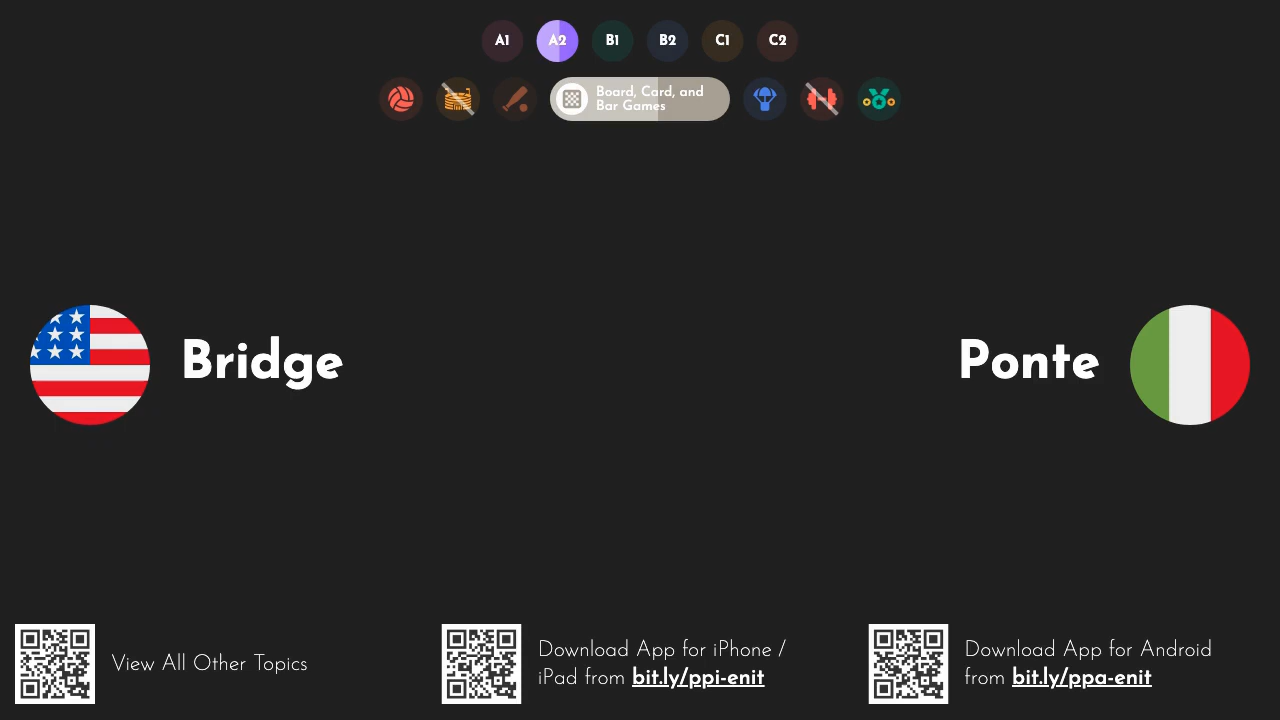 A1 A2 B1 B2 C1 C2
Board, Card, and
Bar Games
Bridge
Ponte
View All Other Topics
Download App for iPhone /
iPad from bit.ly/ppi-enit
Download App for Android
from bit.ly/ppa-enit